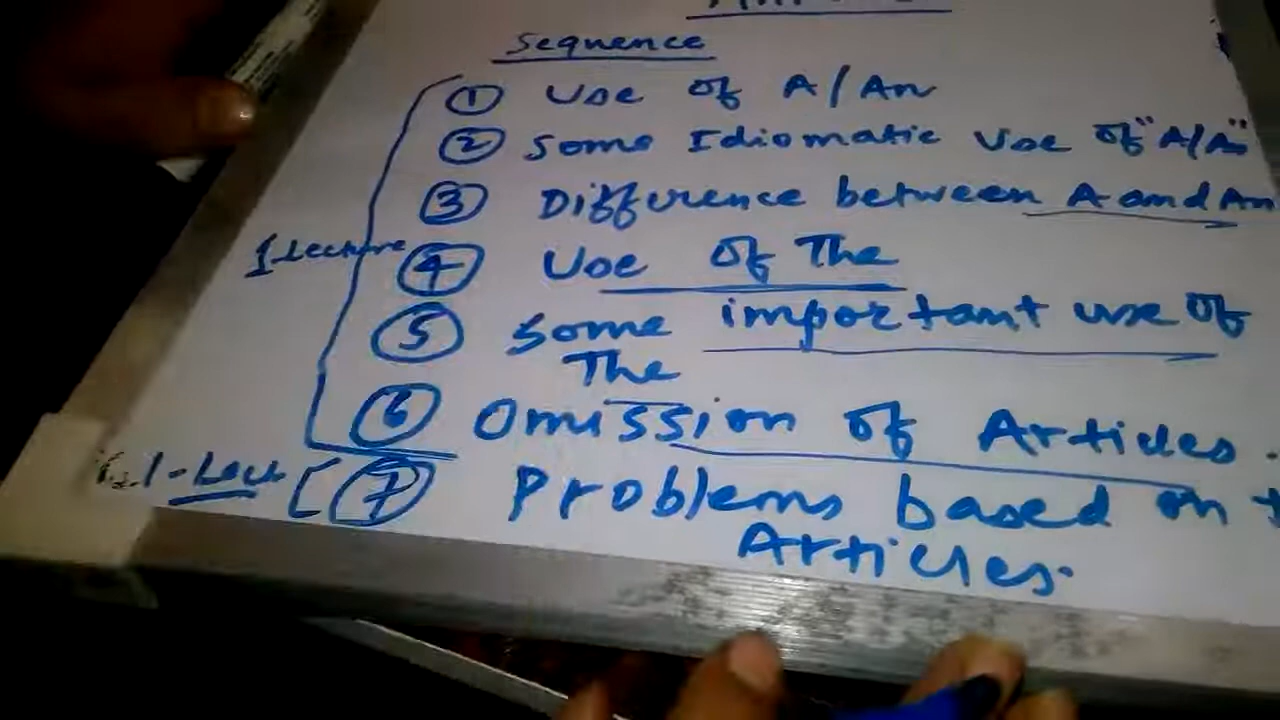 Sequence
① Use of A/An
② Some Idiomatic Use of "A/An"
③ Difference between A and An
1-Lecture
④ Use of The
⑤ Some important use of
The
⑥ Omission of Articles.
1-Lect
⑦ Problems based on
Articles.